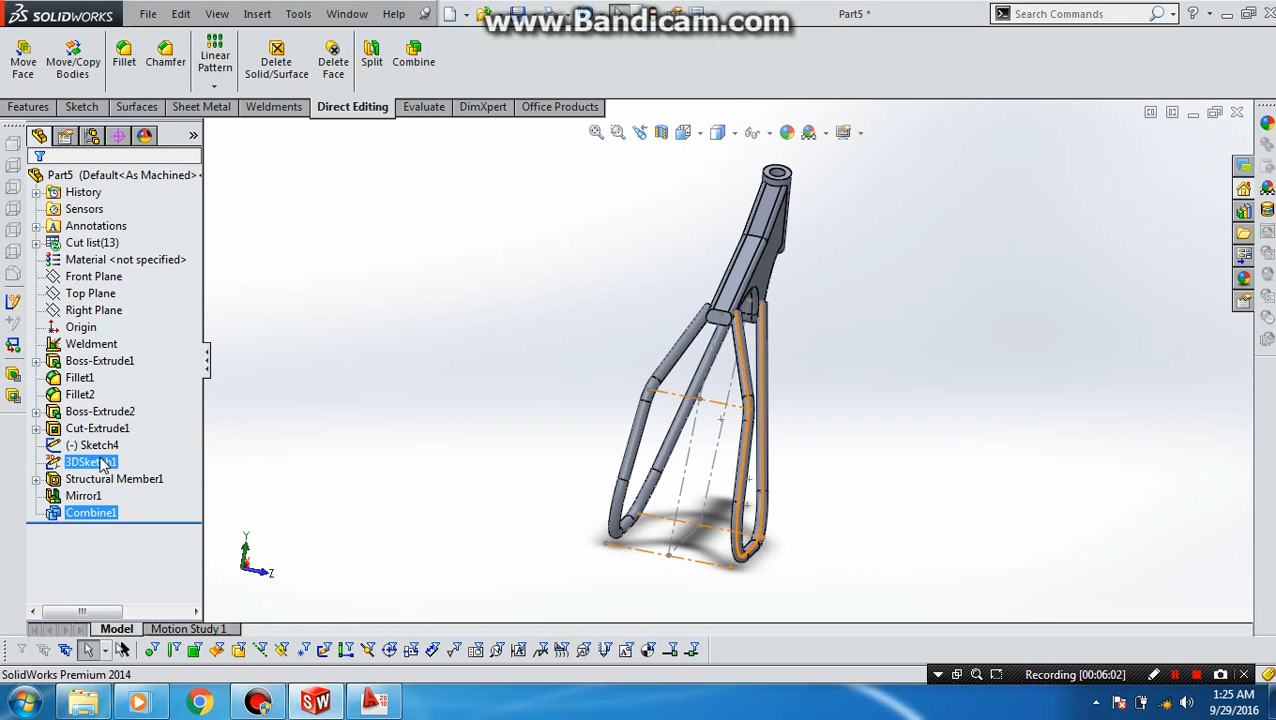 SOLIDWORKS File Edit View Insert Tools Window Help
www.Bandicam.com
Part5 *
Search Commands
Move Face
Move/Copy Bodies
Fillet
Chamfer
Linear Pattern
Delete Solid/Surface
Delete Face
Split
Combine
Features Sketch Surfaces Sheet Metal Weldments Direct Editing Evaluate DimXpert Office Products
Part5 (Default<As Machined><
History
Sensors
Annotations
Cut list(13)
Material <not specified>
Front Plane
Top Plane
Right Plane
Origin
Weldment
Boss-Extrude1
Fillet1
Fillet2
Boss-Extrude2
Cut-Extrude1
(-) Sketch4
3DSketch1
Structural Member1
Mirror1
Combine1
Y
Z
Model Motion Study 1
SolidWorks Premium 2014
Recording [00:06:02]
1:25 AM
9/29/2016